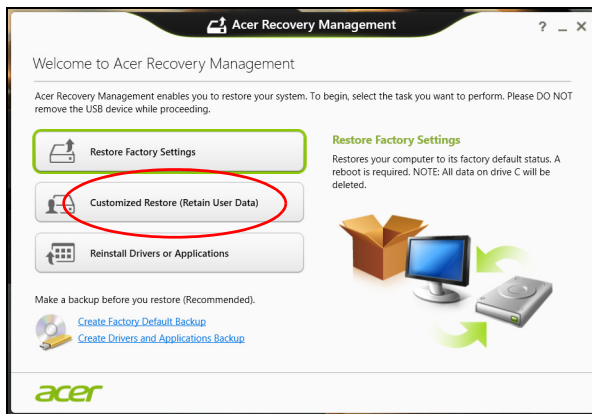 Acer Recovery Management
? _ ×
Welcome to Acer Recovery Management
Acer Recovery Management enables you to restore your system. To begin, select the task you want to perform. Please DO NOT
remove the USB device while proceeding.
Restore Factory Settings
Customized Restore (Retain User Data)
Reinstall Drivers or Applications
Restore Factory Settings
Restores your computer to its factory default status. A
reboot is required. NOTE: All data on drive C will be
deleted.
Make a backup before you restore (Recommended).
Create Factory Default Backup
Create Drivers and Applications Backup
acer